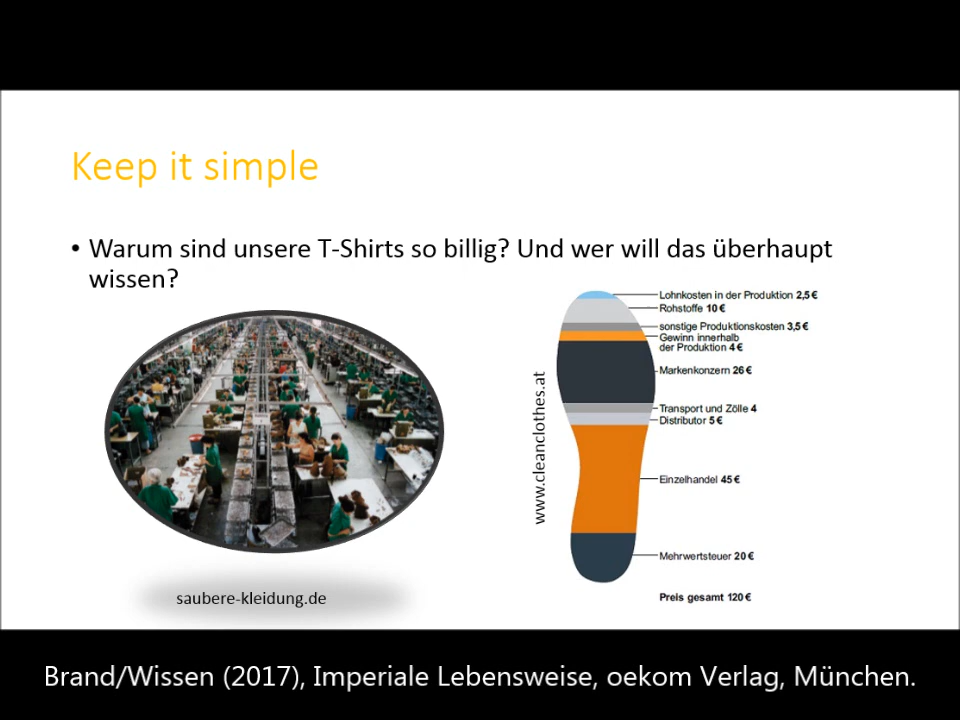 Keep it simple
• Warum sind unsere T-Shirts so billig? Und wer will das überhaupt
wissen?
saubere-kleidung.de
www.cleanclothes.at
Lohnkosten in der Produktion 2,5 €
Rohstoffe 10 €
sonstige Produktionskosten 3,5 €
Gewinn innerhalb
der Produktion 4 €
Markenkonzern 26 €
Transport und Zölle 4
Distributor 5 €
Einzelhandel 45 €
Mehrwertsteuer 20 €
Preis gesamt 120 €
Brand/Wissen (2017), Imperiale Lebensweise, oekom Verlag, München.